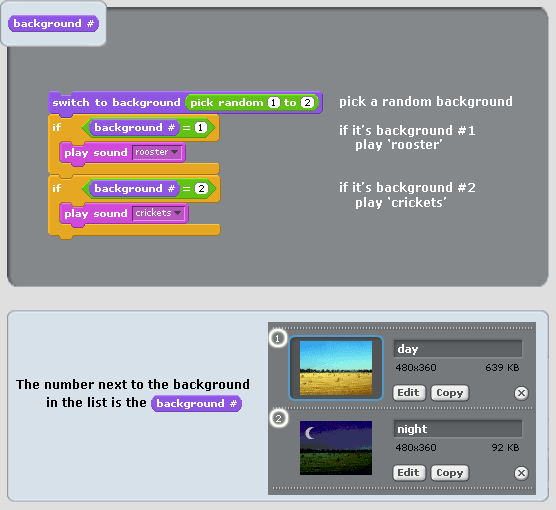 background #
switch to background pick random 1 to 2
pick a random background
if background # = 1
if it's background #1
play sound rooster
play ‘rooster’
if background # = 2
if it's background #2
play sound crickets
play ‘crickets’
1
day
480x360 639 KB
Edit Copy
The number next to the background
in the list is the background #
2
night
480x360 92 KB
Edit Copy